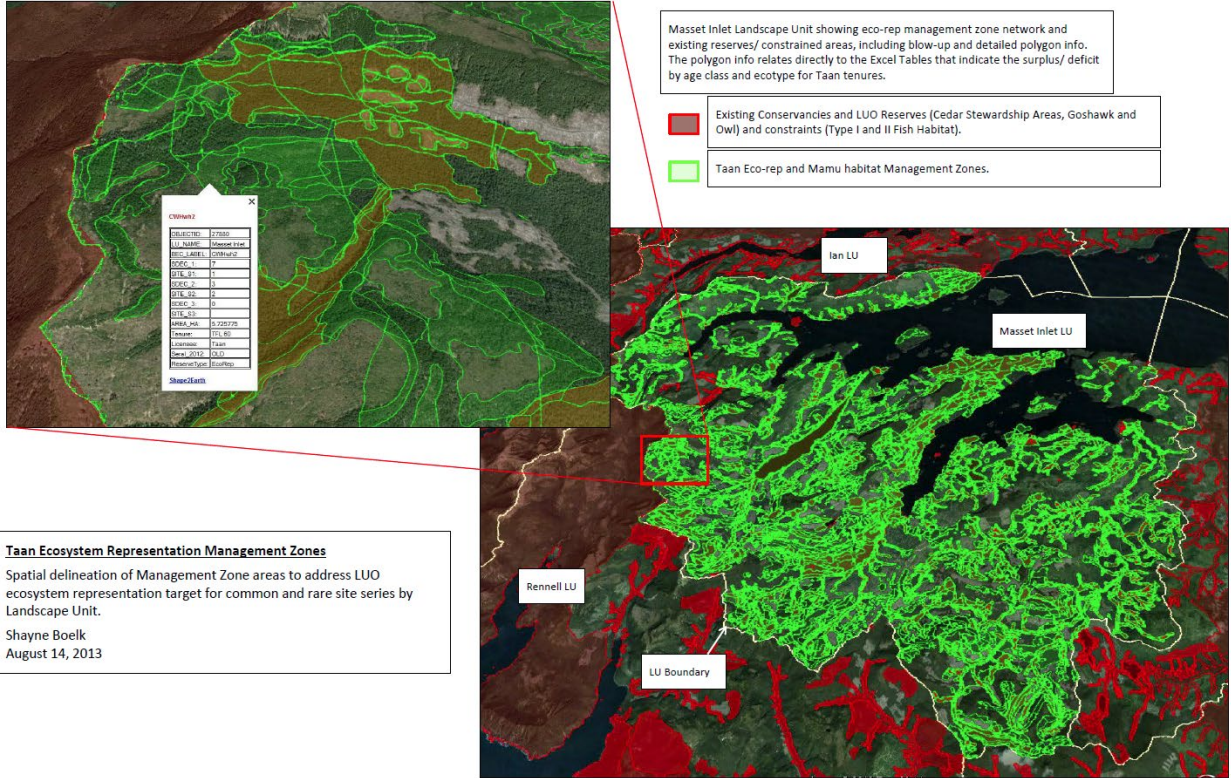 Masset Inlet Landscape Unit showing eco-rep management zone network and
existing reserves/ constrained areas, including blow-up and detailed polygon info.
The polygon info relates directly to the Excel Tables that indicate the surplus/ deficit
by age class and ecotype for Taan tenures.
Existing Conservancies and LUO Reserves (Cedar Stewardship Areas, Goshawk and
Owl) and constraints (Type I and II Fish Habitat).
Taan Eco-rep and Mamu habitat Management Zones.
CWHwh2
OBJECTID: 27880
LU_NAME: Masset Inlet
BEC_LABEL: CWHwh2
SDEC_1: 7
SITE_S1: 1
SDEC_2: 3
SITE_S2: 2
SDEC_3: 0
SITE_S3:
AREA_HA: 5.725775
Tenure: TFL 60
Licensee: Taan
Seral_2012: OLD
ReserveType: EcoRep
Shape2Earth
Ian LU
Masset Inlet LU
Rennell LU
LU Boundary
Taan Ecosystem Representation Management Zones
Spatial delineation of Management Zone areas to address LUO
ecosystem representation target for common and rare site series by
Landscape Unit.
Shayne Boelk
August 14, 2013